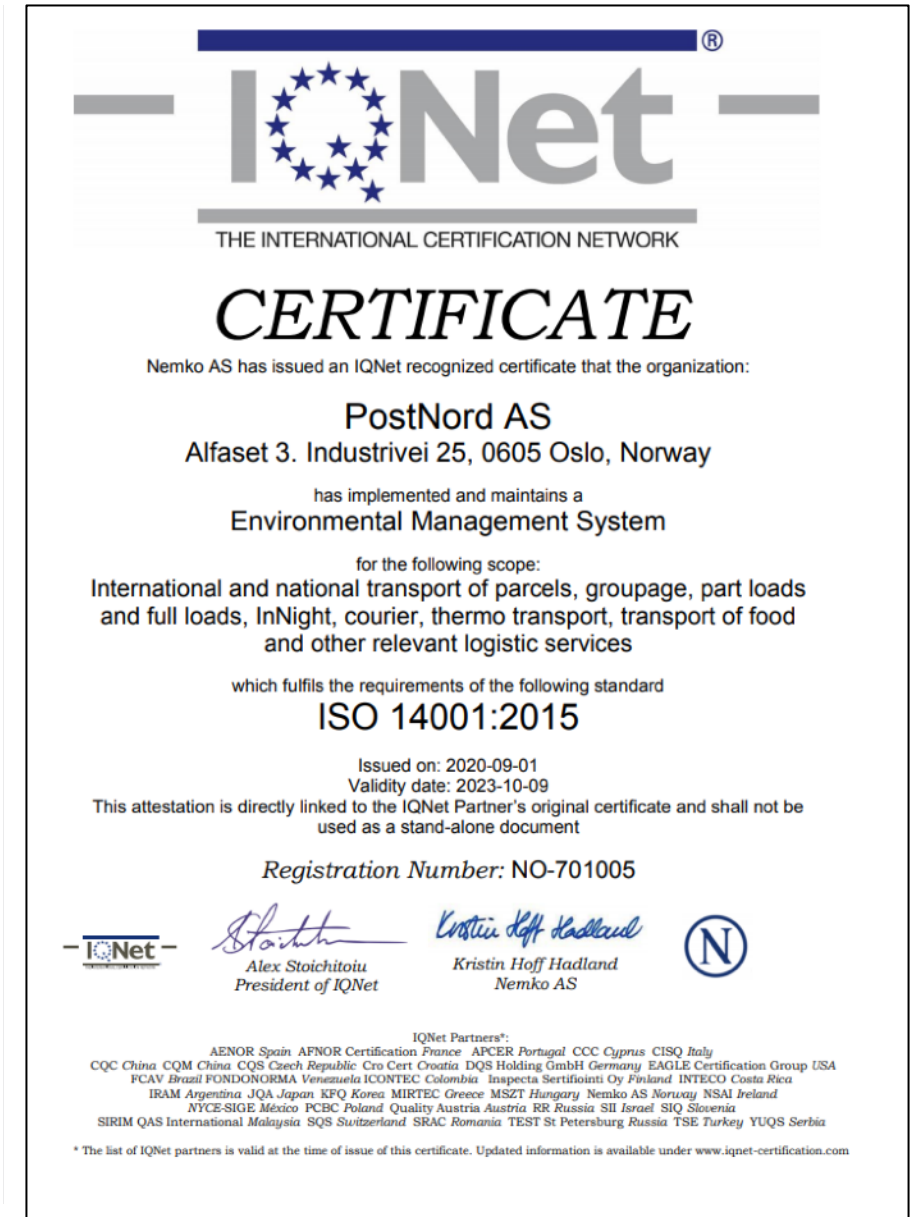 IQNet®
THE INTERNATIONAL CERTIFICATION NETWORK
CERTIFICATE
Nemko AS has issued an IQNet recognized certificate that the organization:
PostNord AS
Alfaset 3. Industrivei 25, 0605 Oslo, Norway
has implemented and maintains a
Environmental Management System
for the following scope:
International and national transport of parcels, groupage, part loads
and full loads, InNight, courier, thermo transport, transport of food
and other relevant logistic services
which fulfils the requirements of the following standard
ISO 14001:2015
Issued on: 2020-09-01
Validity date: 2023-10-09
This attestation is directly linked to the IQNet Partner's original certificate and shall not be
used as a stand-alone document
Registration Number: NO-701005
IQNet
Kristin Hoff Hadland
N
Alex Stoichitoiu
President of IQNet
Kristin Hoff Hadland
Nemko AS
IQNet Partners*:
AENOR Spain AFNOR Certification France APCER Portugal CCC Cyprus CISQ Italy
CQC China CQM China CQS Czech Republic Cro Cert Croatia DQS Holding GmbH Germany EAGLE Certification Group USA
FCAV Brazil FONDONORMA Venezuela ICONTEC Colombia Inspecta Sertifiointi Oy Finland INTECO Costa Rica
IRAM Argentina JQA Japan KFQ Korea MIRTEC Greece MSZT Hungary Nemko AS Norway NSAI Ireland
NYCE-SIGE México PCBC Poland Quality Austria Austria RR Russia SII Israel SIQ Slovenia
SIRIM QAS International Malaysia SQS Switzerland SRAC Romania TEST St Petersburg Russia TSE Turkey YUQS Serbia
* The list of IQNet partners is valid at the time of issue of this certificate. Updated information is available under www.iqnet-certification.com